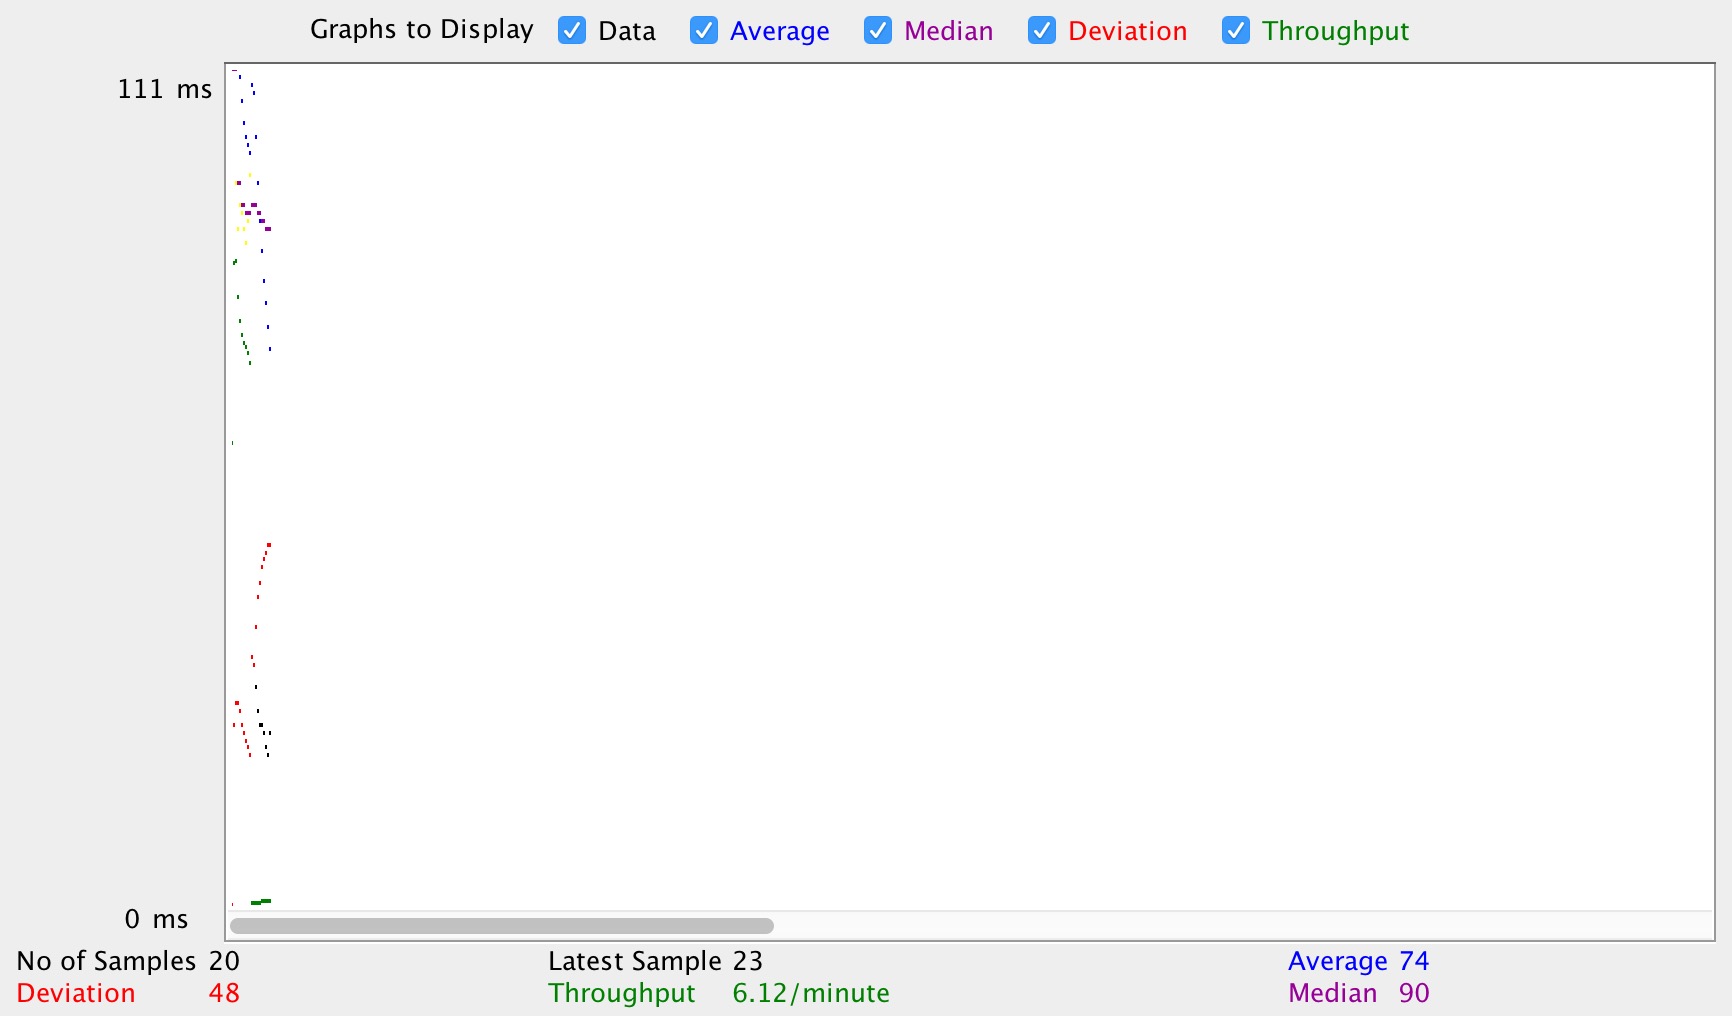 Graphs to Display Data Average Median Deviation Throughput
111 ms
0 ms
No of Samples 20 Latest Sample 23 Average 74
Deviation 48 Throughput 6.12/minute Median 90